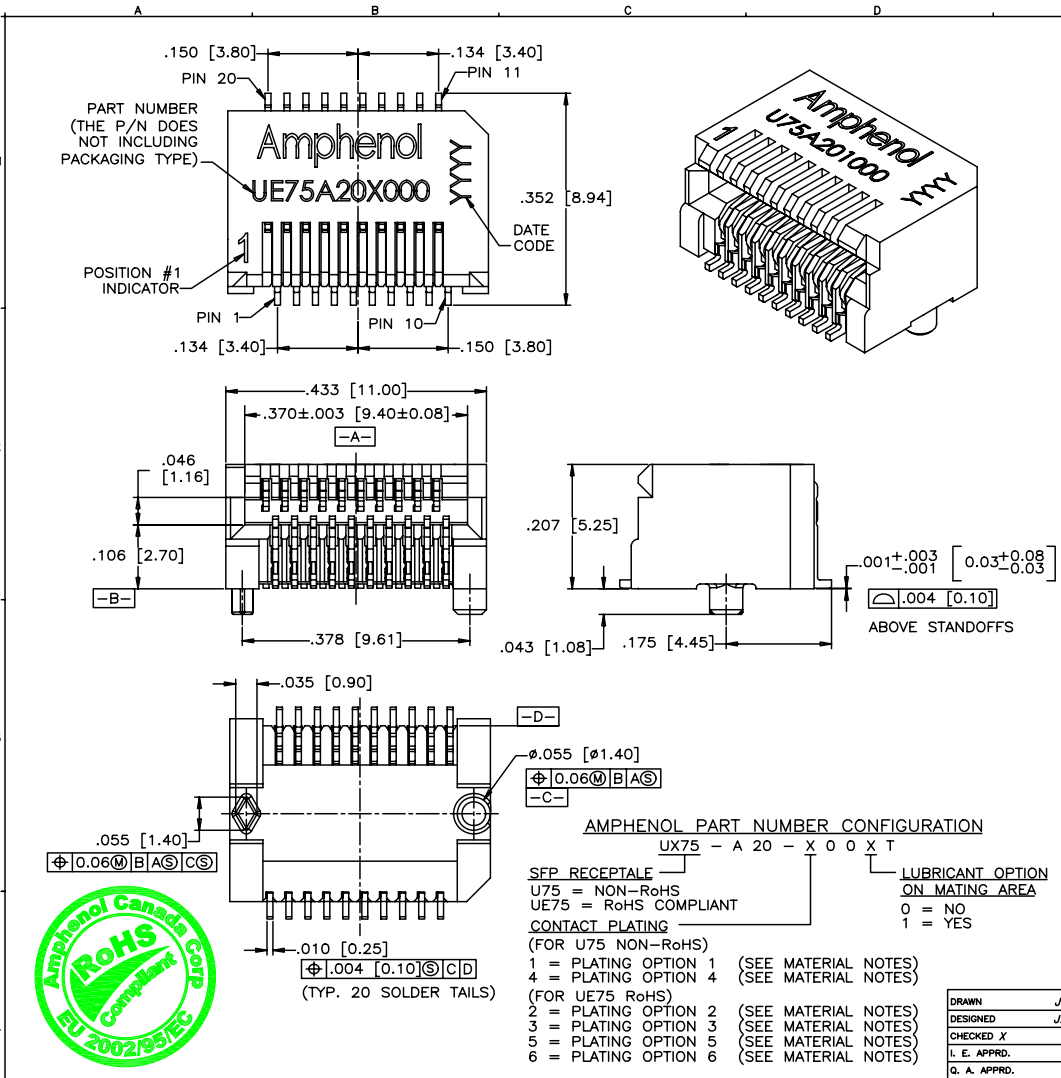 A B C D
.150 [3.80] .134 [3.40]
PIN 20 PIN 11
PART NUMBER
(THE P/N DOES
NOT INCLUDING
PACKAGING TYPE)
Amphenol
UE75A20X000
YYYY
.352 [8.94]
DATE
CODE
1
POSITION #1
INDICATOR
PIN 1 PIN 10
.134 [3.40] .150 [3.80]
Amphenol
U75A201000
1
YYYY
.433 [11.00]
.370±.003 [9.40±0.08]
-A-
.046
[1.16]
.106 [2.70]
-B-
.378 [9.61]
.207 [5.25]
.001+.003 -.001 [0.03+0.08 -0.03]
⌓ .004 [0.10]
ABOVE STANDOFFS
.043 [1.08] .175 [4.45]
.035 [0.90]
-D-
ø.055 [ø1.40]
⌖ 0.06Ⓜ B AⓈ
-C-
.055 [1.40]
⌖ 0.06Ⓜ B AⓈ CⓈ
.010 [0.25]
⌖ .004 [0.10]Ⓢ C D
(TYP. 20 SOLDER TAILS)
AMPHENOL PART NUMBER CONFIGURATION
UX75 - A 20 - X 0 0 X T
SFP RECEPTALE
U75 = NON-RoHS
UE75 = RoHS COMPLIANT
LUBRICANT OPTION
ON MATING AREA
0 = NO
1 = YES
CONTACT PLATING
(FOR U75 NON-RoHS)
1 = PLATING OPTION 1 (SEE MATERIAL NOTES)
4 = PLATING OPTION 4 (SEE MATERIAL NOTES)
(FOR UE75 RoHS)
2 = PLATING OPTION 2 (SEE MATERIAL NOTES)
3 = PLATING OPTION 3 (SEE MATERIAL NOTES)
5 = PLATING OPTION 5 (SEE MATERIAL NOTES)
6 = PLATING OPTION 6 (SEE MATERIAL NOTES)
Amphenol Canada Corp
RoHS
Compliant
EU 2002/95/EC
DRAWN J
DESIGNED J
CHECKED X
I. E. APPRD.
Q. A. APPRD.